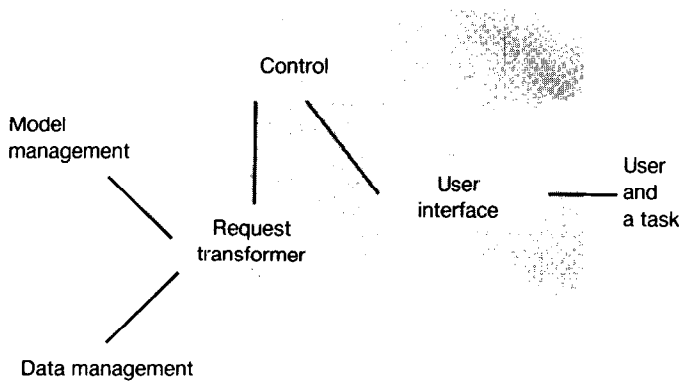 Control
Model
management
User
and
a task
User
interface
Request
transformer
Data management